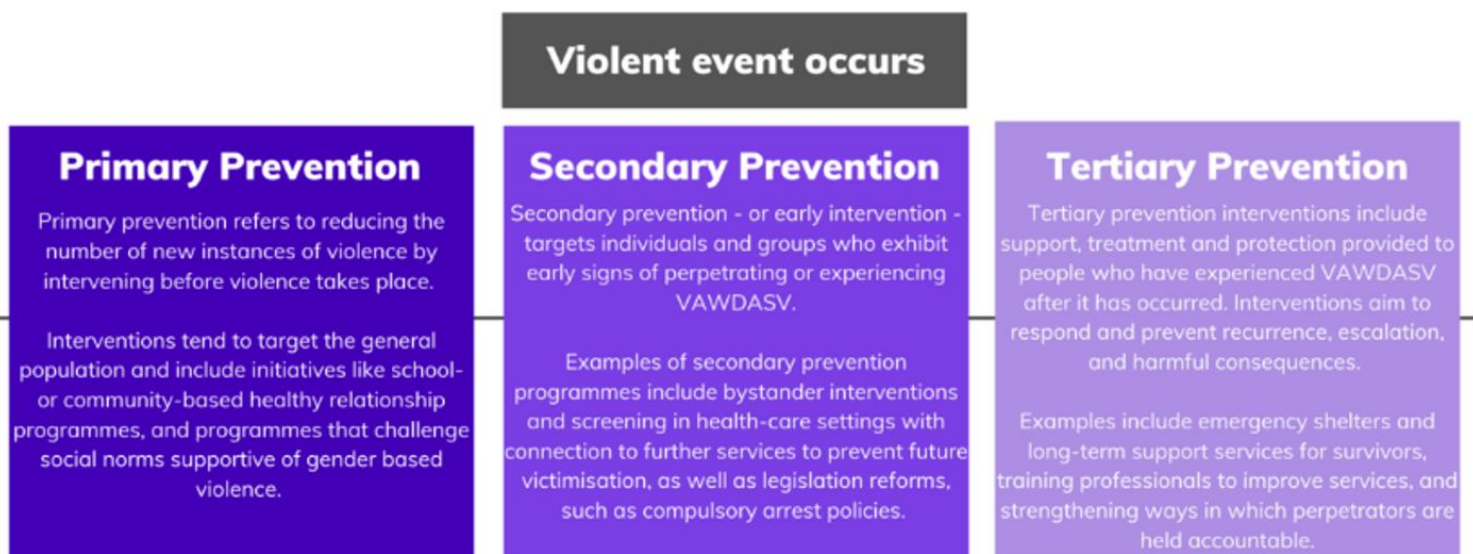 Violent event occurs
Primary Prevention
Primary prevention refers to reducing the
number of new instances of violence by
intervening before violence takes place.
Interventions tend to target the general
population and include initiatives like school-
or community-based healthy relationship
programmes, and programmes that challenge
social norms supportive of gender based
violence.
Secondary Prevention
Secondary prevention - or early intervention -
targets individuals and groups who exhibit
early signs of perpetrating or experiencing
VAWDASV.
Examples of secondary prevention
programmes include bystander interventions
and screening in health-care settings with
connection to further services to prevent future
victimisation, as well as legislation reforms,
such as compulsory arrest policies.
Tertiary Prevention
Tertiary prevention interventions include
support, treatment and protection provided to
people who have experienced VAWDASV
after it has occurred. Interventions aim to
respond and prevent recurrence, escalation,
and harmful consequences.
Examples include emergency shelters and
long-term support services for survivors,
training professionals to improve services, and
strengthening ways in which perpetrators are
held accountable.